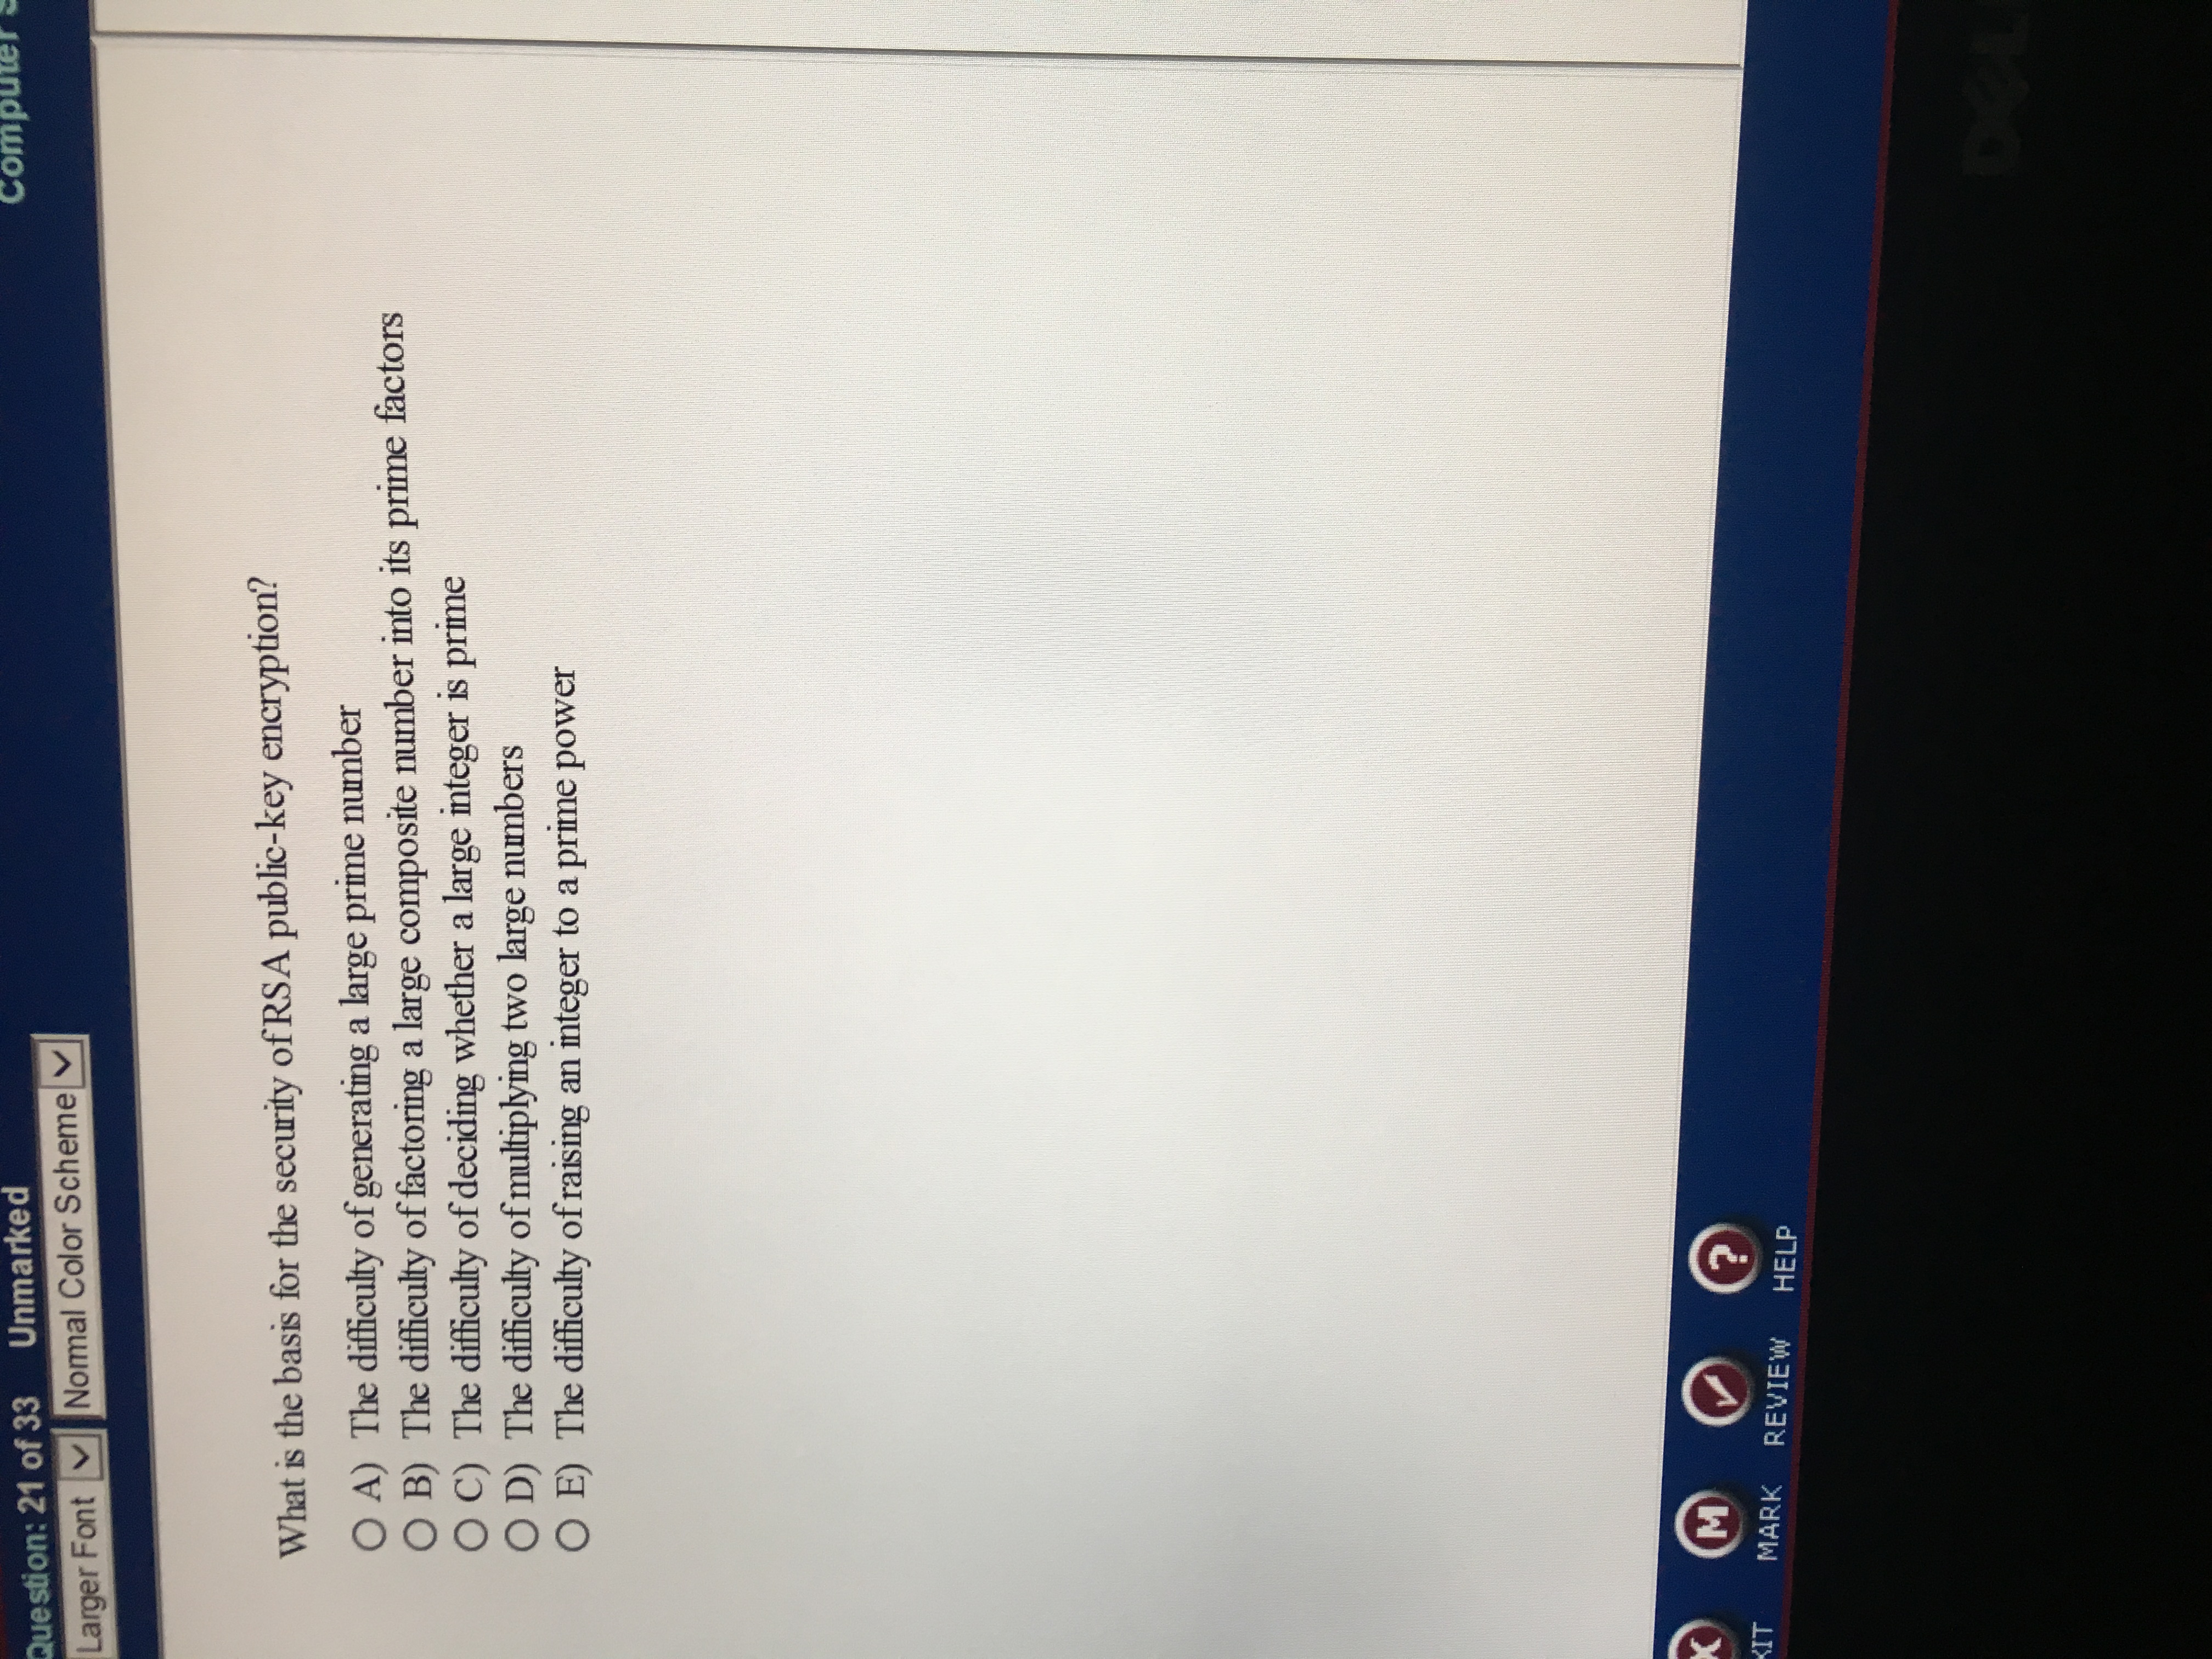 Question: 21 of 33 Unmarked
Computer
Larger Font Normal Color Scheme
What is the basis for the security of RSA public-key encryption?
A) The difficulty of generating a large prime number
B) The difficulty of factoring a large composite number into its prime factors
C) The difficulty of deciding whether a large integer is prime
D) The difficulty of multiplying two large numbers
E) The difficulty of raising an integer to a prime power
X M ?
XIT MARK REVIEW HELP
DELL